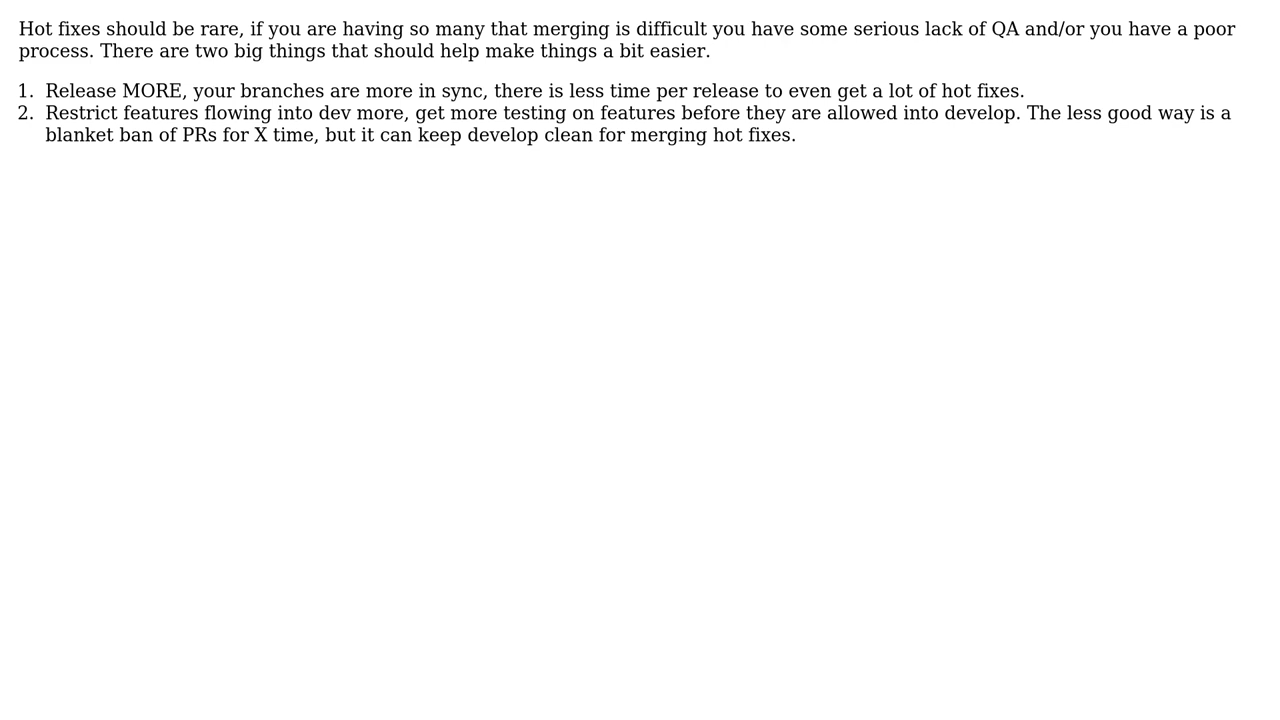 Hot fixes should be rare, if you are having so many that merging is difficult you have some serious lack of QA and/or you have a poor
process. There are two big things that should help make things a bit easier.
1. Release MORE, your branches are more in sync, there is less time per release to even get a lot of hot fixes.
2. Restrict features flowing into dev more, get more testing on features before they are allowed into develop. The less good way is a
blanket ban of PRs for X time, but it can keep develop clean for merging hot fixes.